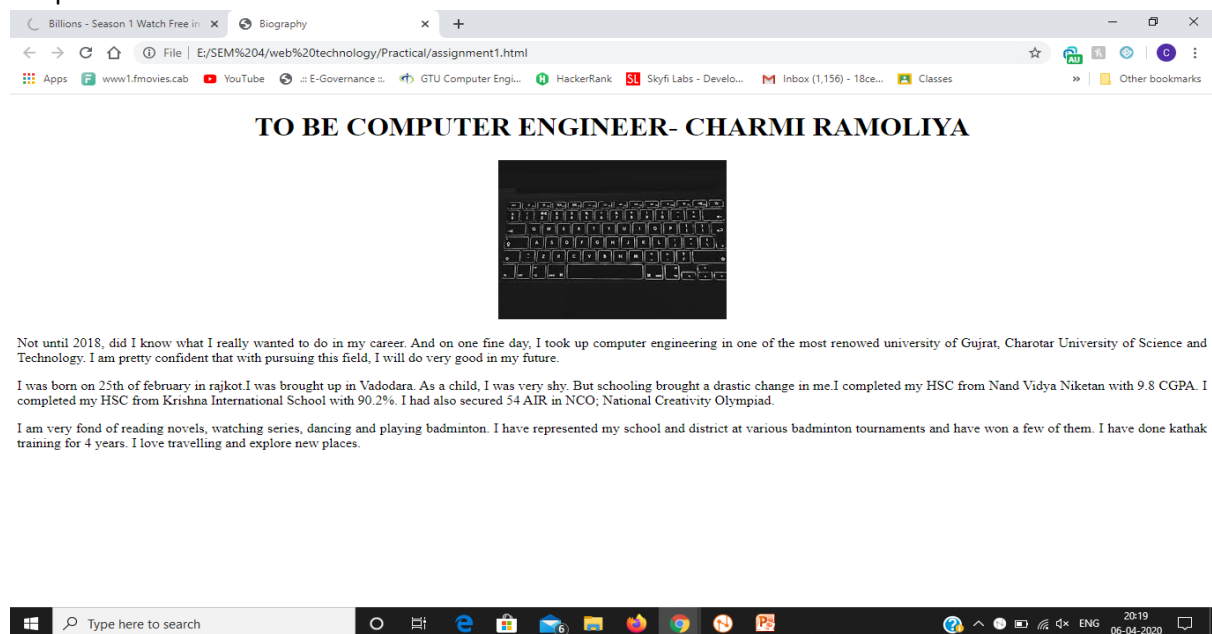 Billions - Season 1 Watch Free in
Biography
File | E:/SEM%204/web%20technology/Practical/assignment1.html
Apps www1.fmovies.cab YouTube .:: E-Governance ::. GTU Computer Engi... HackerRank Skyfi Labs - Develo... Inbox (1,156) - 18ce... Classes » Other bookmarks
TO BE COMPUTER ENGINEER- CHARMI RAMOLIYA
Not until 2018, did I know what I really wanted to do in my career. And on one fine day, I took up computer engineering in one of the most renowed university of Gujrat, Charotar University of Science and
Technology. I am pretty confident that with pursuing this field, I will do very good in my future.
I was born on 25th of february in rajkot.I was brought up in Vadodara. As a child, I was very shy. But schooling brought a drastic change in me.I completed my HSC from Nand Vidya Niketan with 9.8 CGPA. I
completed my HSC from Krishna International School with 90.2%. I had also secured 54 AIR in NCO; National Creativity Olympiad.
I am very fond of reading novels, watching series, dancing and playing badminton. I have represented my school and district at various badminton tournaments and have won a few of them. I have done kathak
training for 4 years. I love travelling and explore new places.
Type here to search
ENG
20:19
06-04-2020